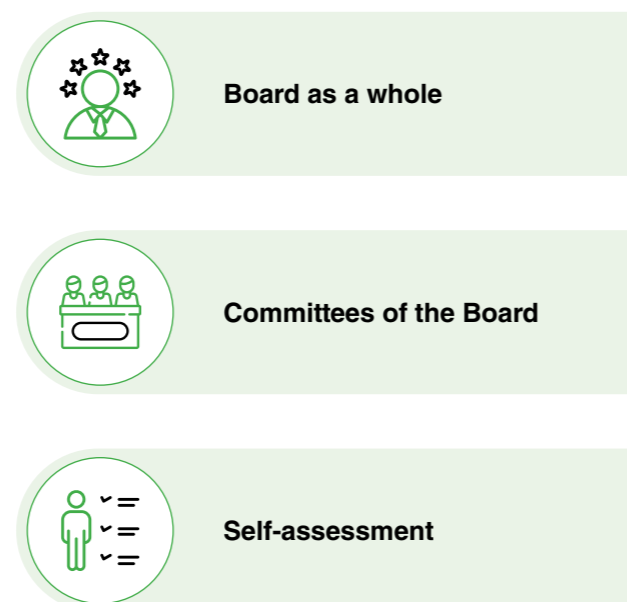 Board as a whole
Committees of the Board
Self-assessment